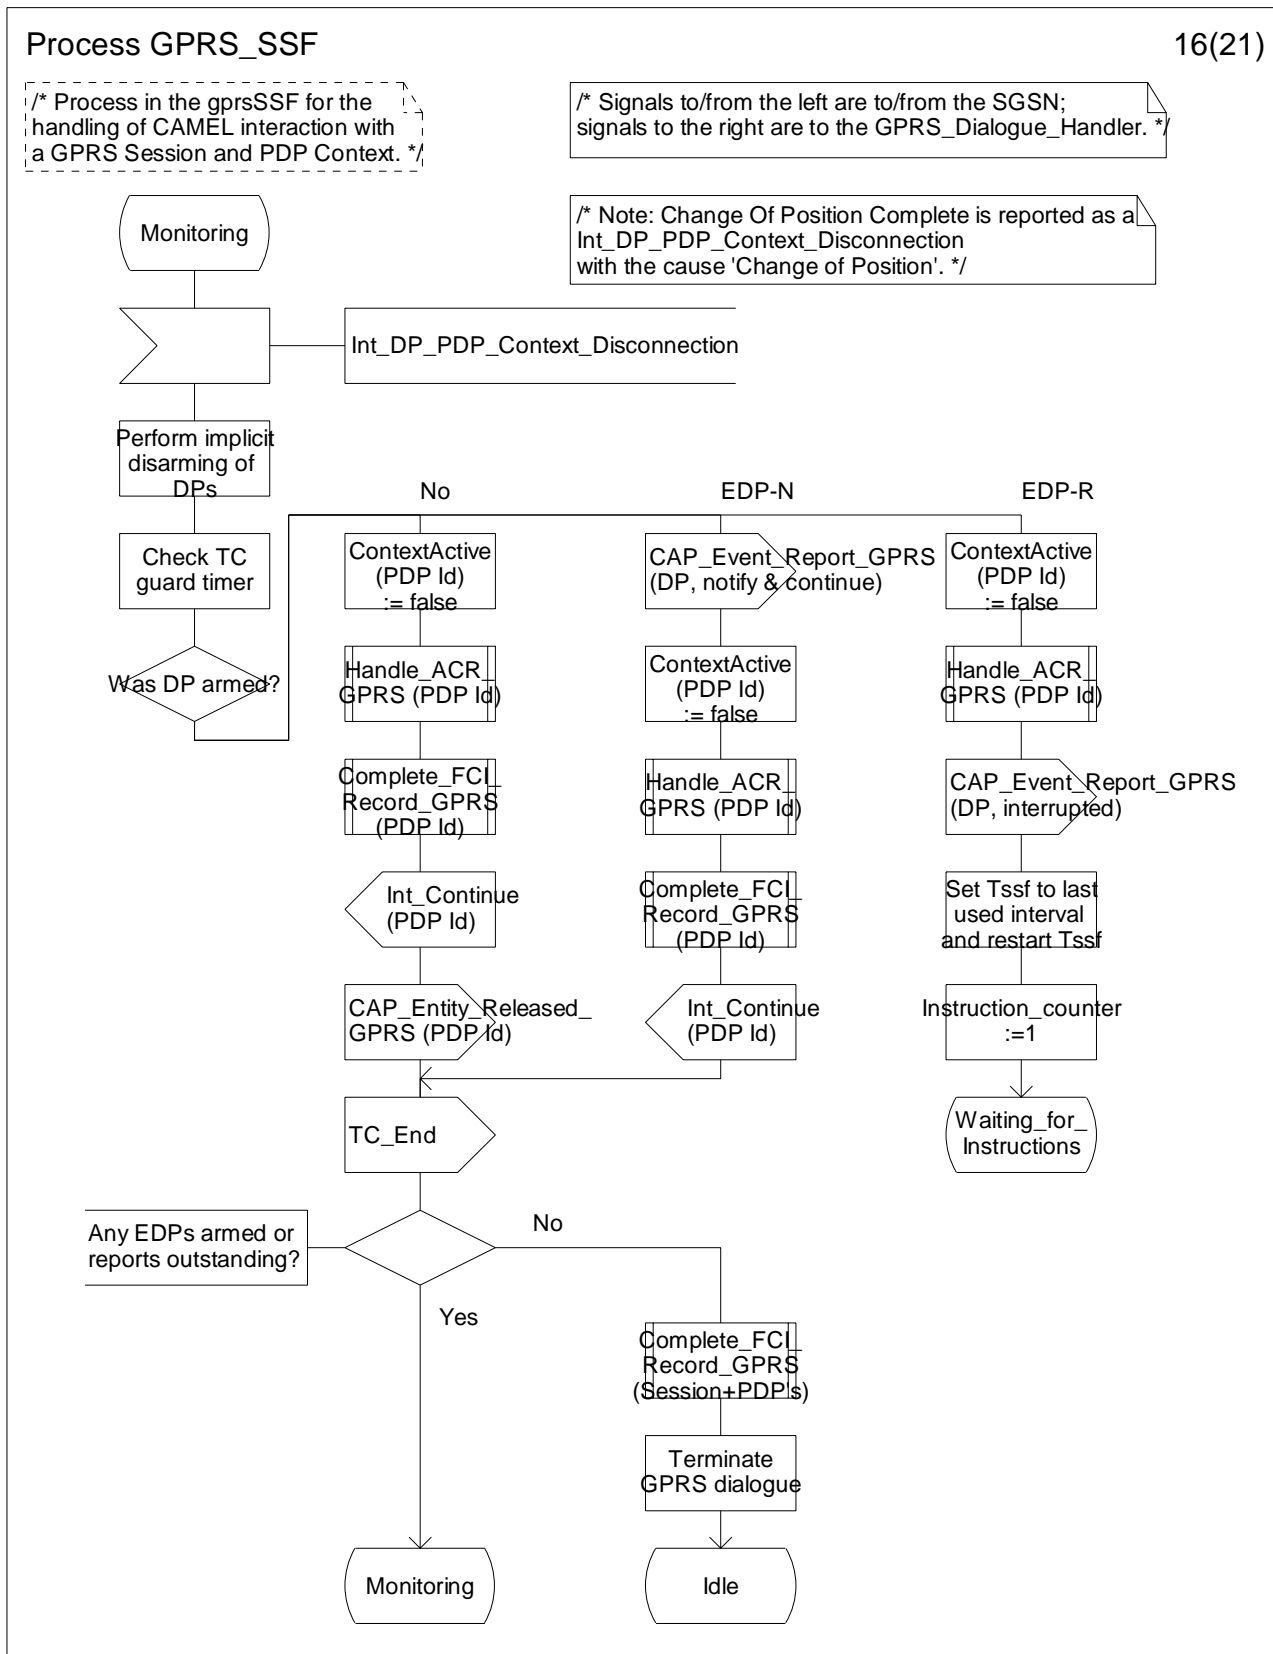 Process GPRS_SSF
16(21)
/* Process in the gprsSSF for the
handling of CAMEL interaction with
a GPRS Session and PDP Context. */
/* Signals to/from the left are to/from the SGSN;
signals to the right are to the GPRS_Dialogue_Handler. */
/* Note: Change Of Position Complete is reported as a
Int_DP_PDP_Context_Disconnection
with the cause 'Change of Position'. */
Monitoring
Int_DP_PDP_Context_Disconnection
Perform implicit
disarming of
DPs
Check TC
guard timer
Was DP armed?
No
ContextActive
(PDP Id)
:= false
Handle_ACR_
GPRS (PDP Id)
Complete_FCI_
Record_GPRS
(PDP Id)
Int_Continue
(PDP Id)
CAP_Entity_Released_
GPRS (PDP Id)
EDP-N
CAP_Event_Report_GPRS
(DP, notify & continue)
ContextActive
(PDP Id)
:= false
Handle_ACR_
GPRS (PDP Id)
Complete_FCI_
Record_GPRS
(PDP Id)
Int_Continue
(PDP Id)
EDP-R
ContextActive
(PDP Id)
:= false
Handle_ACR_
GPRS (PDP Id)
CAP_Event_Report_GPRS
(DP, interrupted)
Set Tssf to last
used interval
and restart Tssf
Instruction_counter
:=1
Waiting_for_
Instructions
TC_End
Any EDPs armed or
reports outstanding?
No
Yes
Complete_FCI_
Record_GPRS
(Session+PDP's)
Terminate
GPRS dialogue
Monitoring
Idle